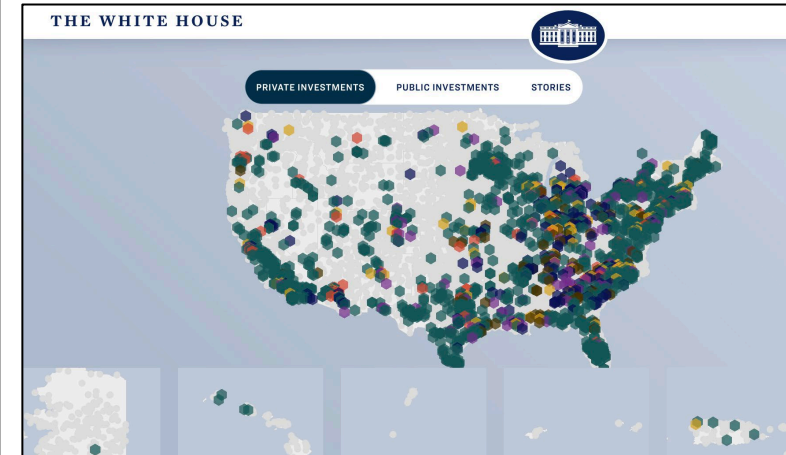 THE WHITE HOUSE
PRIVATE INVESTMENTS PUBLIC INVESTMENTS STORIES